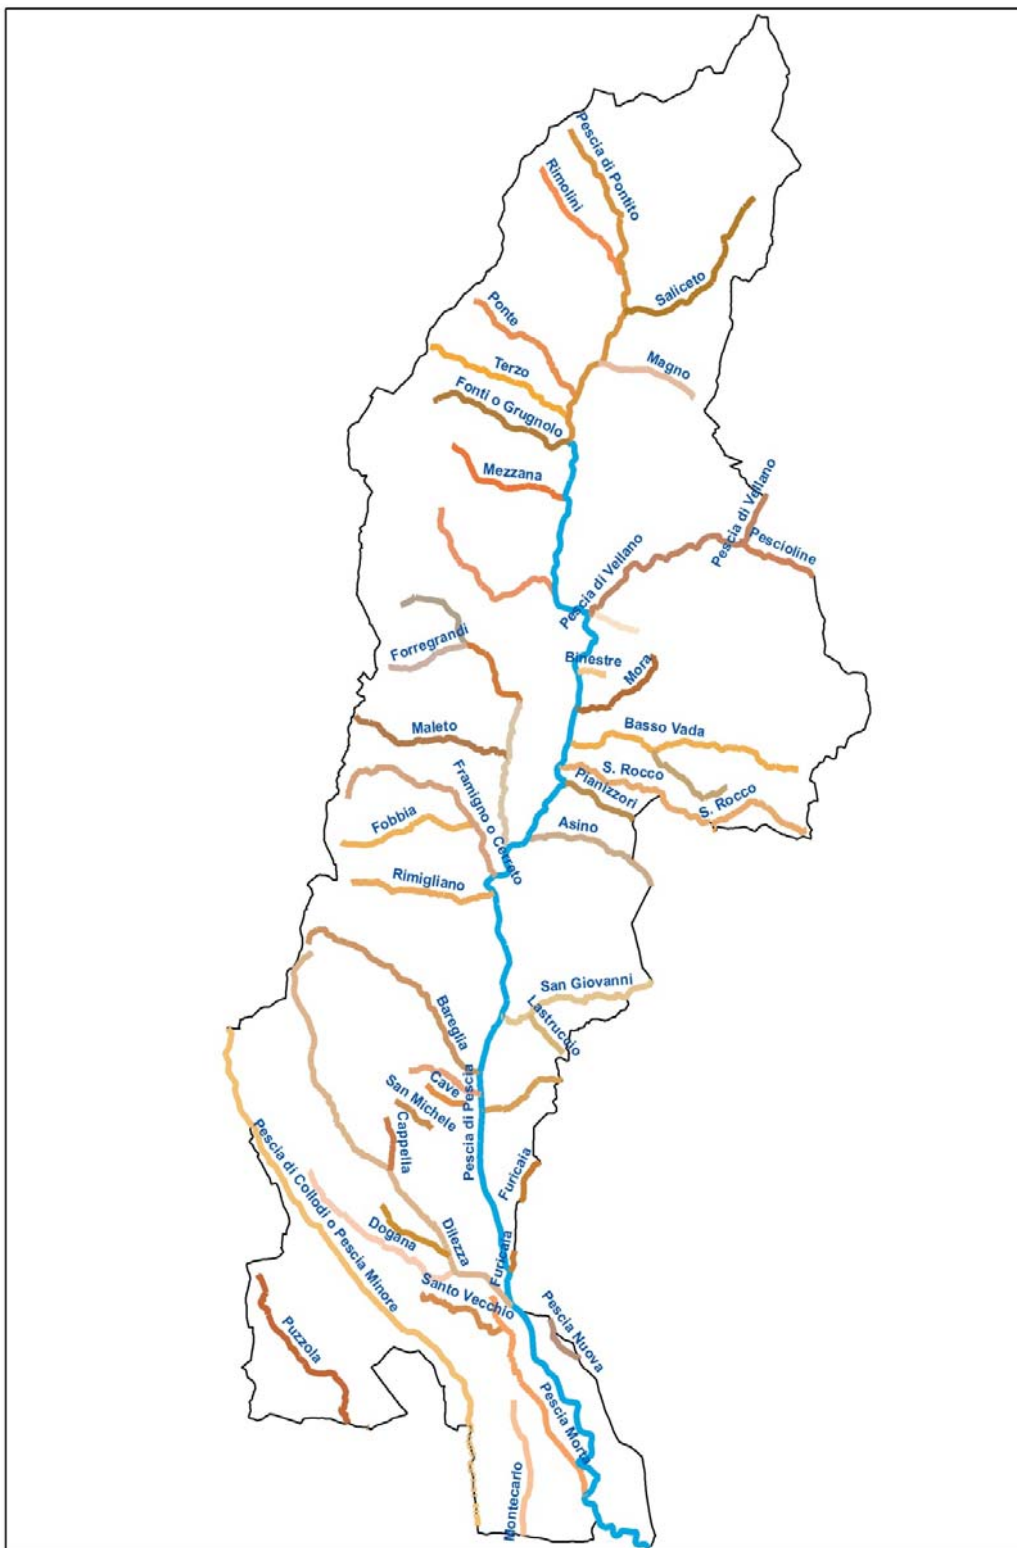 Pescia di Pontito
Rimolini
Saliceto
Ponte
Magno
Terzo
Fonti o Grugnolo
Mezzana
Pescia di Vellano
Pescioline
Pescia di Vellano
Forregrandi
Binestre
Mora
Maleto
Basso Vada
S. Rocco
Pianizzori
S. Rocco
Framigno o Cerreto
Fobbia
Asino
Rimigliano
San Giovanni
Lastruccio
Bareglia
Cave
San Michele
Pescia di Pescia
Cappella
Pescia di Collodi o Pescia Minore
Furicaia
Dogana
Dilezza
Furicaia
Santo Vecchio
Puzzola
Pescia Nuova
Pescia Morta
Montecarlo